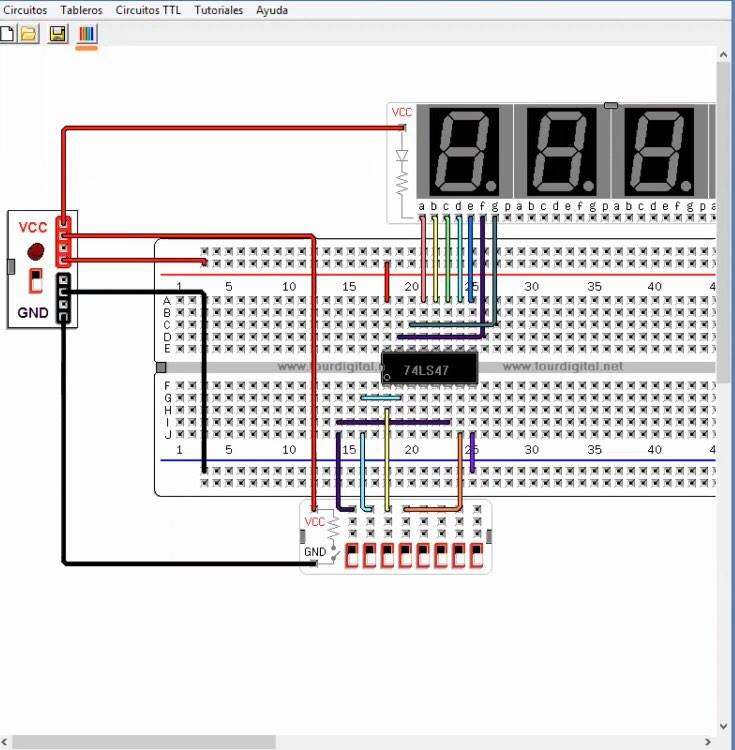 Circuitos Tableros Circuitos TTL Tutoriales Ayuda
VCC
a b c d e f g p a b c d e f g p a b c d e f g p a
VCC
GND
1 5 10 15 20 25 30 35 40 4
A
B
C
D
E
www.tourdigital.n 74LS47 www.tourdigital.net
F
G
H
I
J
1 5 10 15 20 25 30 35 40 4
VCC
GND